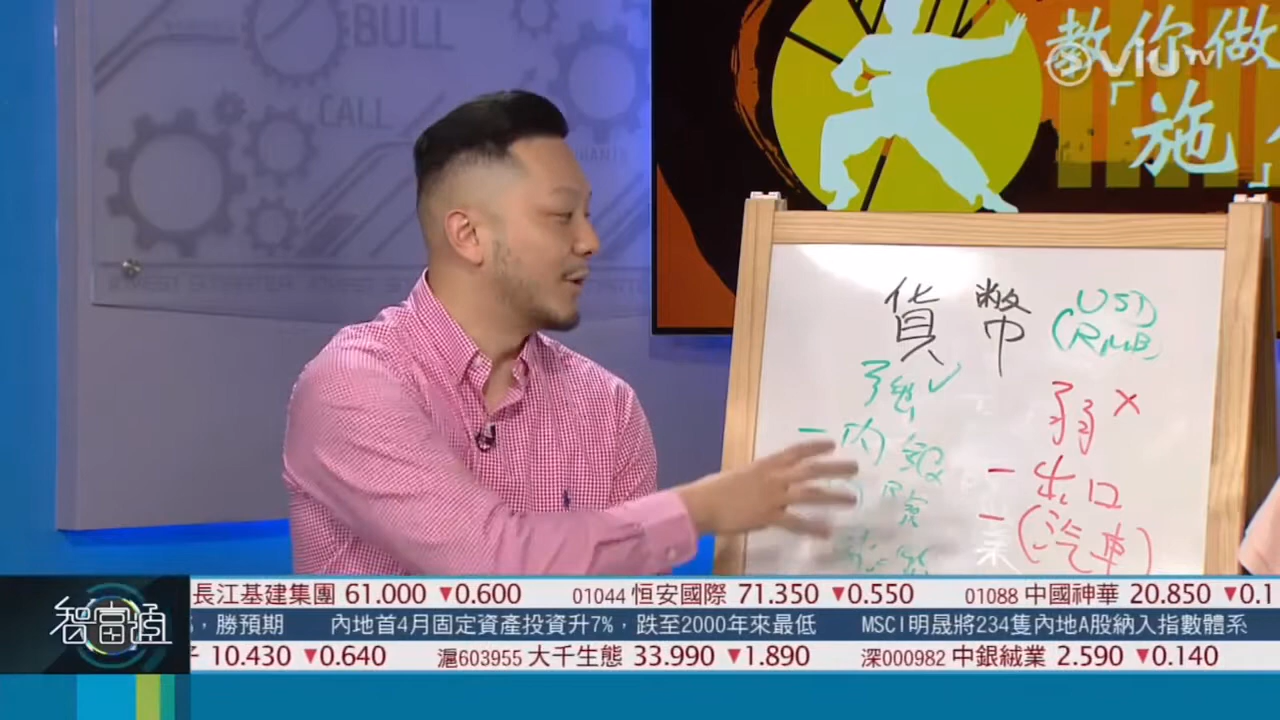 BULL
CALL
教你做
viuTV
「施
」
貨幣
USD
(RMB)
強✓
弱×
一內銀
一出口
一(汽車)
長江基建集團 61.000 ▼0.600 01044 恒安國際 71.350 ▼0.550 01088 中國神華 20.850 ▼0.1
智富通
，勝預期 內地首4月固定資產投資升7%，跌至2000年來最低 MSCI明晟將234隻內地A股納入指數體系
10.430 ▼0.640 滬603955 大千生態 33.990 ▼1.890 深000982 中銀絨業 2.590 ▼0.140